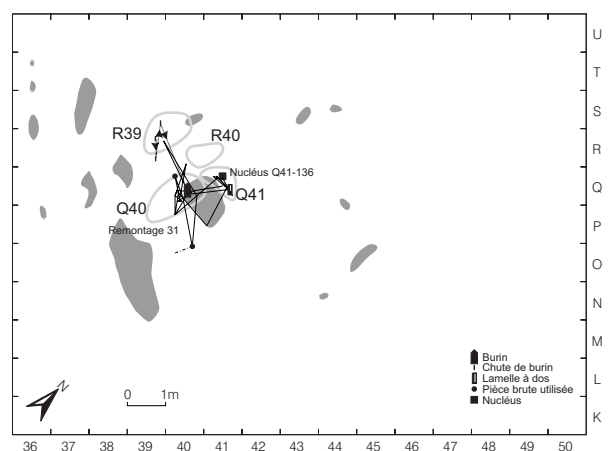 U
T
S
R39
R40
R
Nucléus Q41-136
Q40
Q41
Q
Remontage 31
P
O
N
M
Burin
Chute de burin
Lamelle à dos
L
Pièce brute utilisée
Nucléus
N
0 1m
K
36 37 38 39 40 41 42 43 44 45 46 47 48 49 50